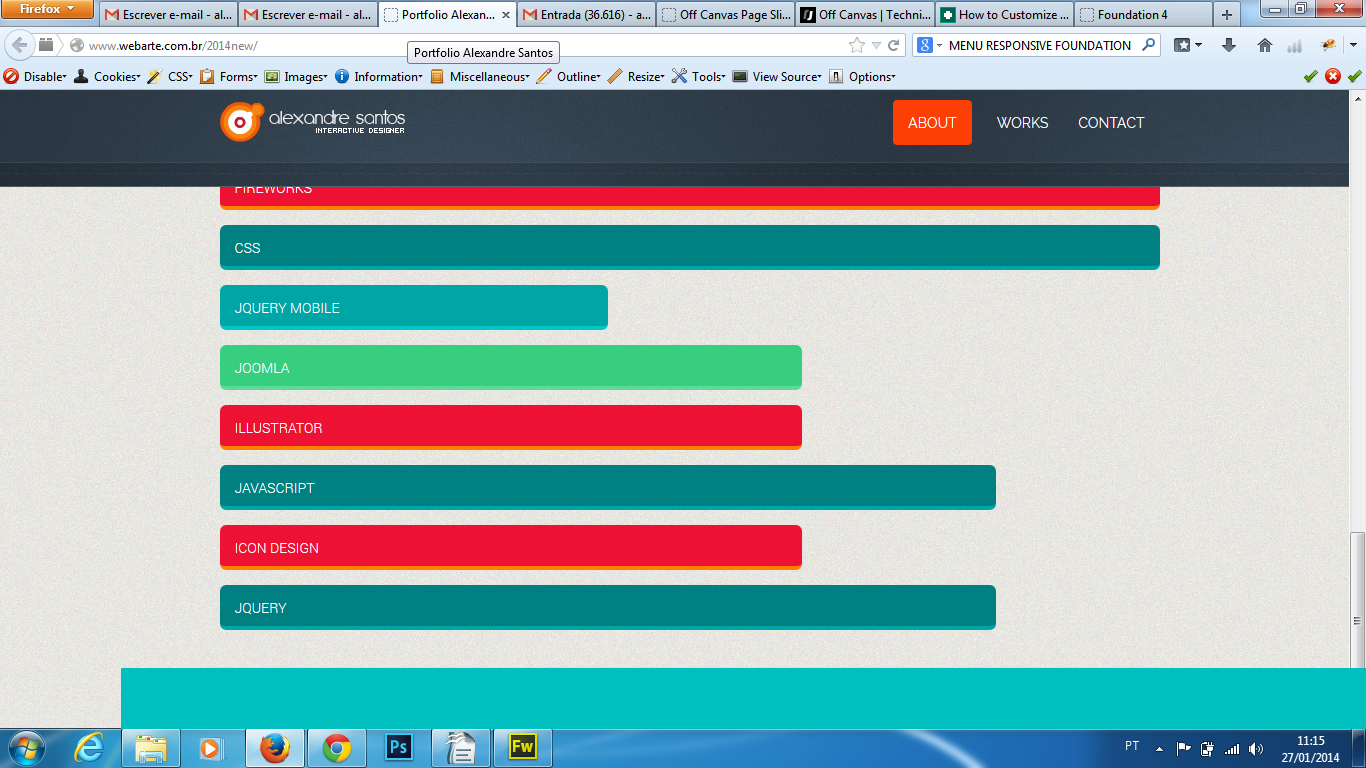 Firefox
Escrever e-mail - al...
Escrever e-mail - al...
Portfolio Alexan...
Entrada (36.616) - a...
Off Canvas Page Sli...
Off Canvas | Techni...
How to Customize ...
Foundation 4
www.webarte.com.br/2014new/
MENU RESPONSIVE FOUNDATION
Portfolio Alexandre Santos
Disable
Cookies
CSS
Forms
Images
Information
Miscellaneous
Outline
Resize
Tools
View Source
Options
alexandre santos
INTERACTIVE DESIGNER
ABOUT
WORKS
CONTACT
FIREWORKS
CSS
JQUERY MOBILE
JOOMLA
ILLUSTRATOR
JAVASCRIPT
ICON DESIGN
JQUERY
Ps
Fw
PT
11:15
27/01/2014